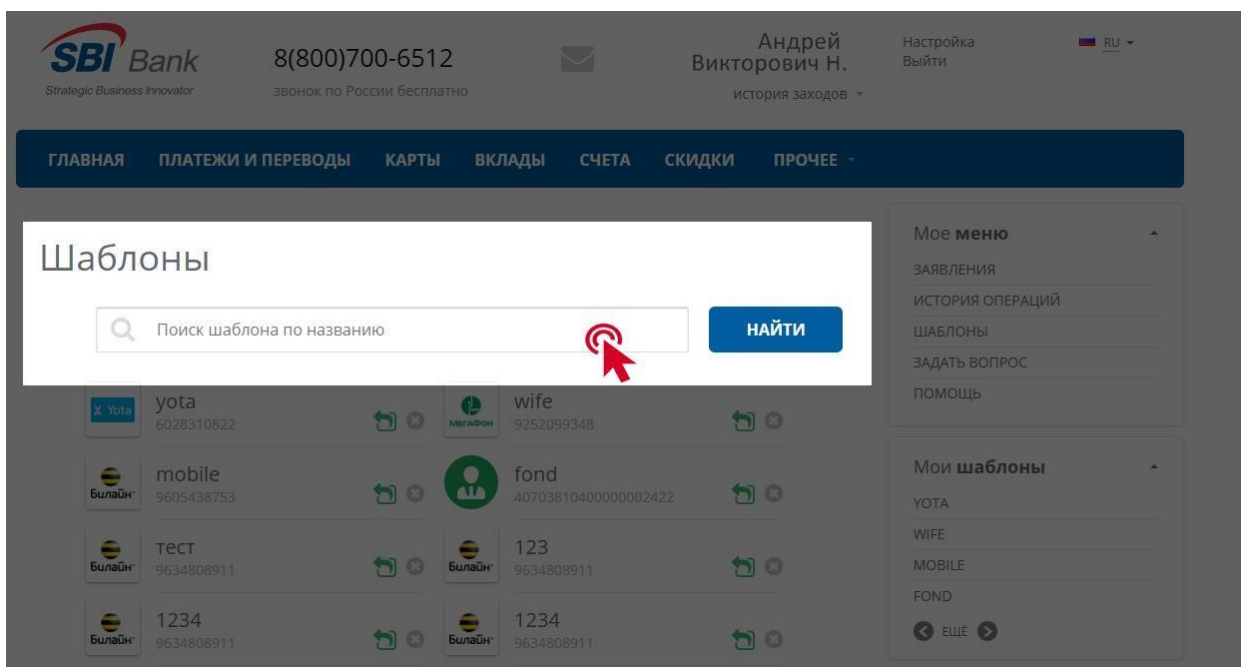 SBI Bank
Strategic Business Innovator
8(800)700-6512
звонок по России бесплатно
Андрей
Викторович Н.
история заходов
Настройка
Выйти
RU
ГЛАВНАЯ ПЛАТЕЖИ И ПЕРЕВОДЫ КАРТЫ ВКЛАДЫ СЧЕТА СКИДКИ ПРОЧЕЕ
Шаблоны
Поиск шаблона по названию
НАЙТИ
Yota
yota
6028310822
МЕГАФОН
wife
9252099348
Билайн
mobile
9605438753
fond
40703810400000002422
Билайн
тест
9634808911
Билайн
123
9634808911
Билайн
1234
9634808911
Билайн
1234
9634808911
Мое меню
ЗАЯВЛЕНИЯ
ИСТОРИЯ ОПЕРАЦИЙ
ШАБЛОНЫ
ЗАДАТЬ ВОПРОС
ПОМОЩЬ
Мои шаблоны
YOTA
WIFE
MOBILE
FOND
ЕЩЁ